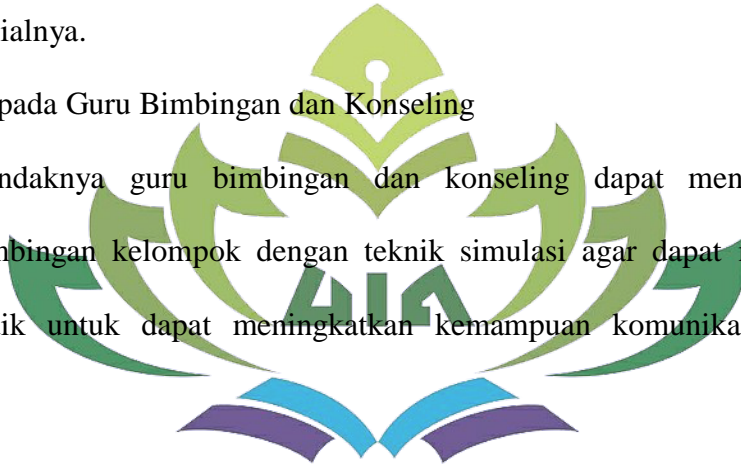 ialnya.
pada Guru Bimbingan dan Konseling
ndaknya guru bimbingan dan konseling dapat men
mbingan kelompok dengan teknik simulasi agar dapat
ik untuk dapat meningkatkan kemampuan komunika
UIN